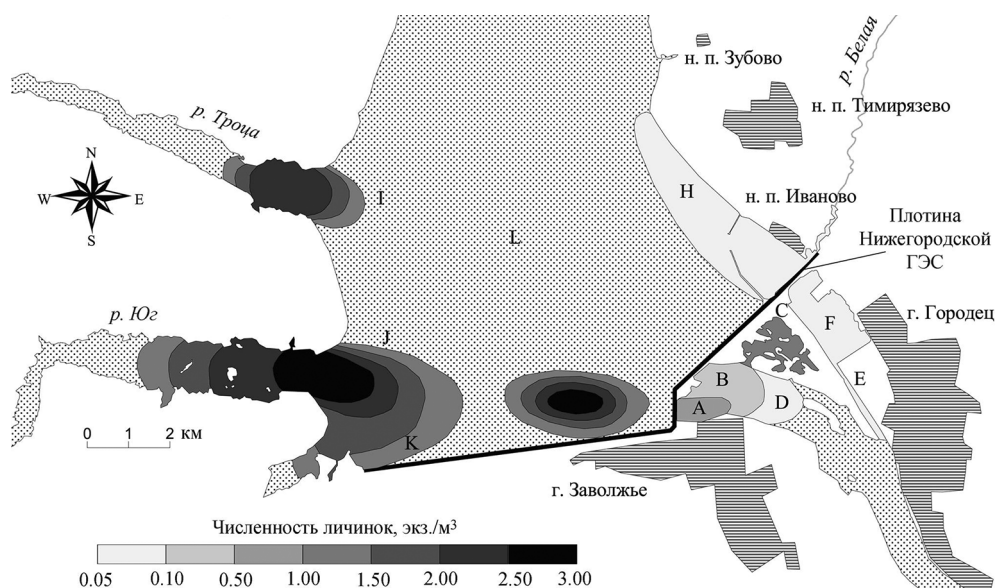 н. п. Зубово
р. Белая
н. п. Тимирязево
р. Троца
N
W
E
S
I
H
н. п. Иваново
L
Плотина
Нижегородской
ГЭС
р. Юг
J
C
F
г. Городец
E
B
D
A
K
0 1 2 км
г. Заволжье
Численность личинок, экз./м³
0.05 0.10 0.50 1.00 1.50 2.00 2.50 3.00